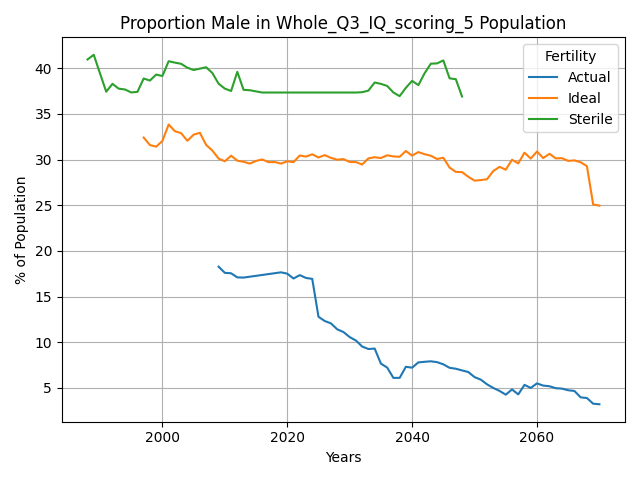 Proportion Male in Whole_Q3_IQ_scoring_5 Population
% of Population
40
35
30
25
20
15
10
5
2000 2020 2040 2060
Years
Fertility
Actual
Ideal
Sterile